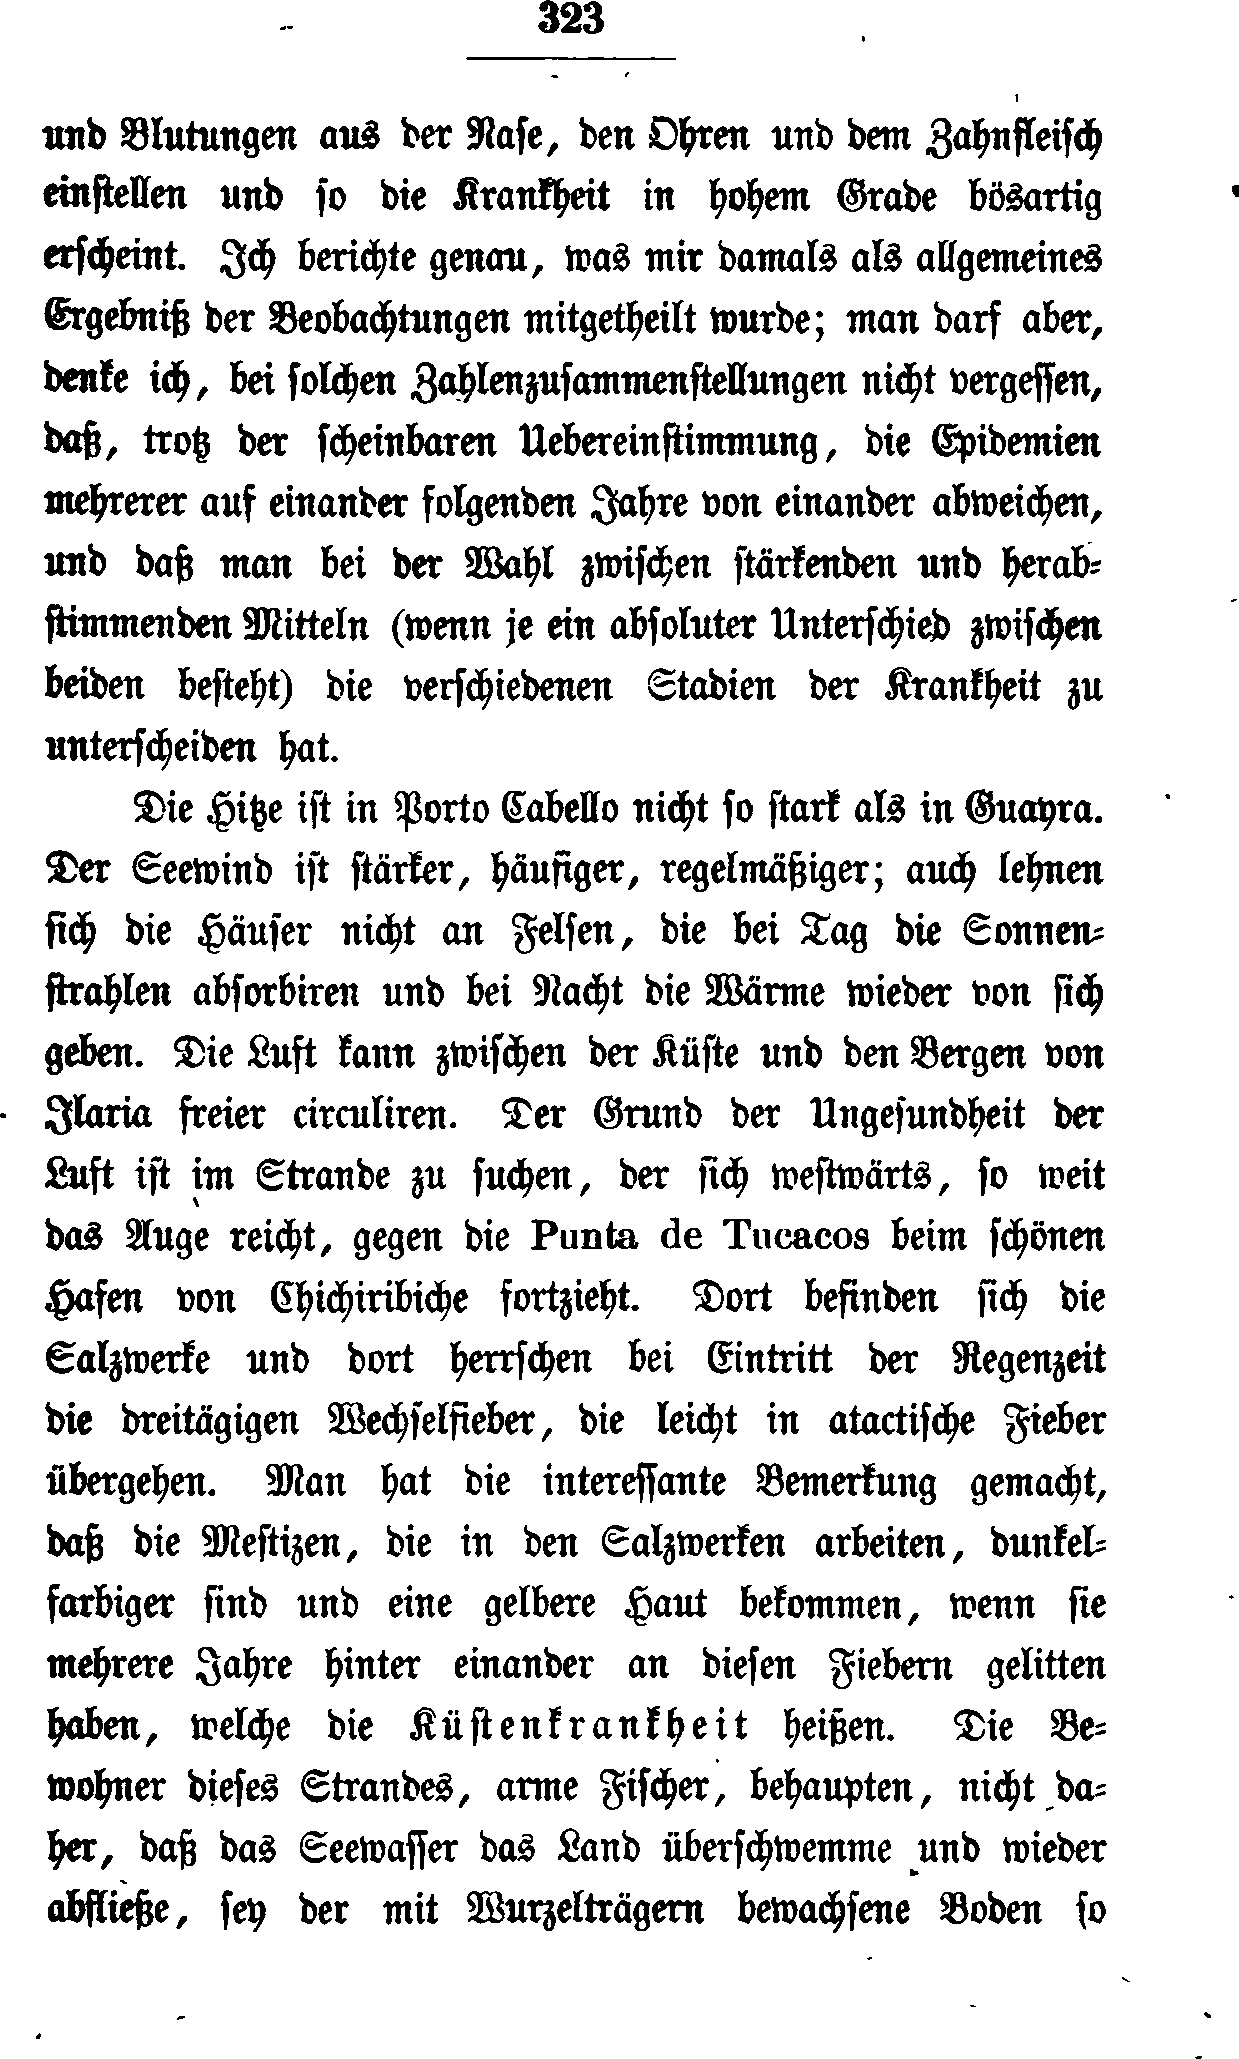 323
und Blutungen aus der Nase, den Ohren und dem Zahnfleisch
einstellen und so die Krankheit in hohem Grade bösartig
erscheint. Ich berichte genau, was mir damals als allgemeines
Ergebniß der Beobachtungen mitgetheilt wurde; man darf aber,
denke ich, bei solchen Zahlenzusammenstellungen nicht vergessen,
daß, trotz der scheinbaren Uebereinstimmung, die Epidemien
mehrerer auf einander folgenden Jahre von einander abweichen,
und daß man bei der Wahl zwischen stärkenden und herab-
stimmenden Mitteln (wenn je ein absoluter Unterschied zwischen
beiden besteht) die verschiedenen Stadien der Krankheit zu
unterscheiden hat.
Die Hitze ist in Porto Cabello nicht so stark als in Guayra.
Der Seewind ist stärker, häufiger, regelmäßiger; auch lehnen
sich die Häuser nicht an Felsen, die bei Tag die Sonnen-
strahlen absorbiren und bei Nacht die Wärme wieder von sich
geben. Die Luft kann zwischen der Küste und den Bergen von
Ilaria freier circuliren. Der Grund der Ungesundheit der
Luft ist im Strande zu suchen, der sich westwärts, so weit
das Auge reicht, gegen die Punta de Tucacos beim schönen
Hafen von Chichiribiche fortzieht. Dort befinden sich die
Salzwerke und dort herrschen bei Eintritt der Regenzeit
die dreitägigen Wechselfieber, die leicht in atactische Fieber
übergehen. Man hat die interessante Bemerkung gemacht,
daß die Mestizen, die in den Salzwerken arbeiten, dunkel-
farbiger sind und eine gelbere Haut bekommen, wenn sie
mehrere Jahre hinter einander an diesen Fiebern gelitten
haben, welche die Küstenkrankheit heißen. Die Be-
wohner dieses Strandes, arme Fischer, behaupten, nicht da-
her, daß das Seewasser das Land überschwemme und wieder
abfließe, sey der mit Wurzelträgern bewachsene Boden so